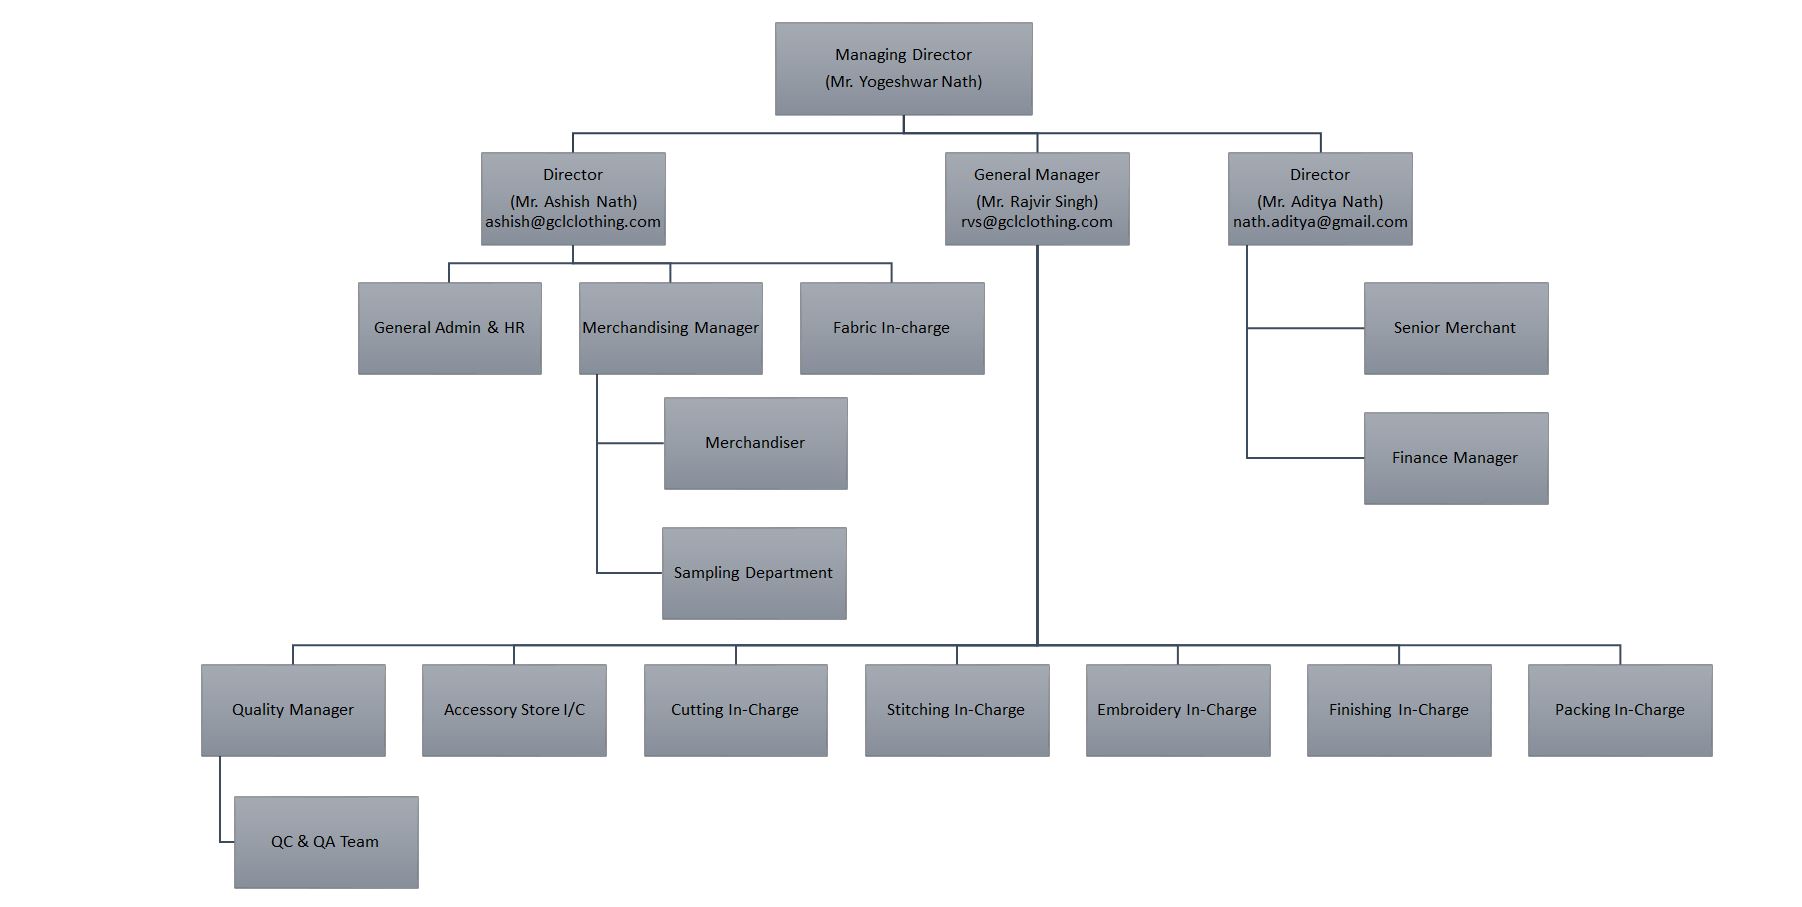 Managing Director
(Mr. Yogeshwar Nath)
Director
(Mr. Ashish Nath)
ashish@gclclothing.com
General Manager
(Mr. Rajvir Singh)
rvs@gclclothing.com
Director
(Mr. Aditya Nath)
nath.aditya@gmail.com
General Admin & HR
Merchandising Manager
Fabric In-charge
Senior Merchant
Merchandiser
Finance Manager
Sampling Department
Quality Manager
Accessory Store I/C
Cutting In-Charge
Stitching In-Charge
Embroidery In-Charge
Finishing In-Charge
Packing In-Charge
QC & QA Team